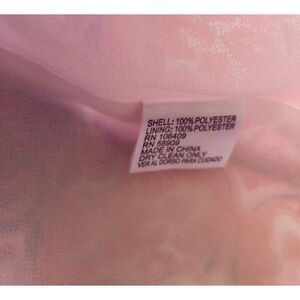 SHELL: 100% POLYESTER
LINING: 100% POLYESTER
RN 106409
RN 58909
MADE IN CHINA
DRY CLEAN ONLY
VER AL DORSO PARA CUIDADO